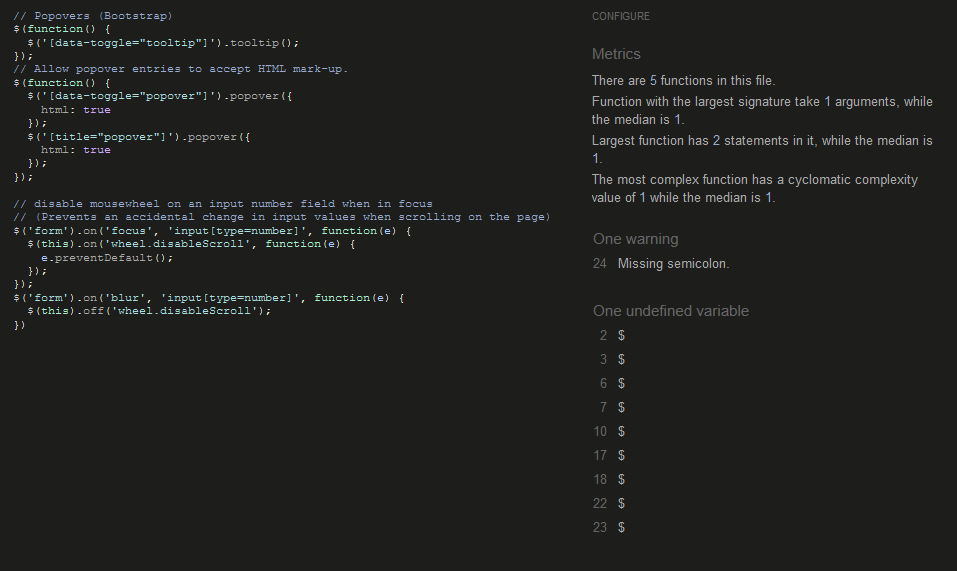 // Popovers (Bootstrap)
$(function() {
  $('[data-toggle="tooltip"]').tooltip();
});
// Allow popover entries to accept HTML mark-up.
$(function() {
  $('[data-toggle="popover"]').popover({
    html: true
  });
  $('[title="popover"]').popover({
    html: true
  });
});

// disable mousewheel on an input number field when in focus
// (Prevents an accidental change in input values when scrolling on the page)
$('form').on('focus', 'input[type=number]', function(e) {
  $(this).on('wheel.disableScroll', function(e) {
    e.preventDefault();
  });
});
$('form').on('blur', 'input[type=number]', function(e) {
  $(this).off('wheel.disableScroll');
})
CONFIGURE
Metrics
There are 5 functions in this file.
Function with the largest signature take 1 arguments, while
the median is 1.
Largest function has 2 statements in it, while the median is
1.
The most complex function has a cyclomatic complexity
value of 1 while the median is 1.
One warning
24 Missing semicolon.
One undefined variable
2 $
3 $
6 $
7 $
10 $
17 $
18 $
22 $
23 $